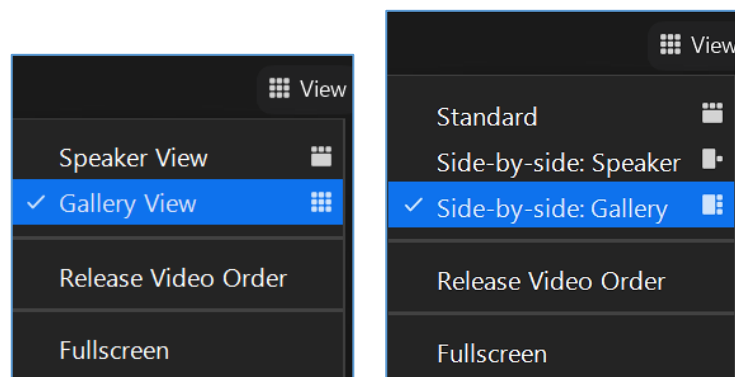 View
Speaker View
Gallery View
Release Video Order
Fullscreen
View
Standard
Side-by-side: Speaker
Side-by-side: Gallery
Release Video Order
Fullscreen